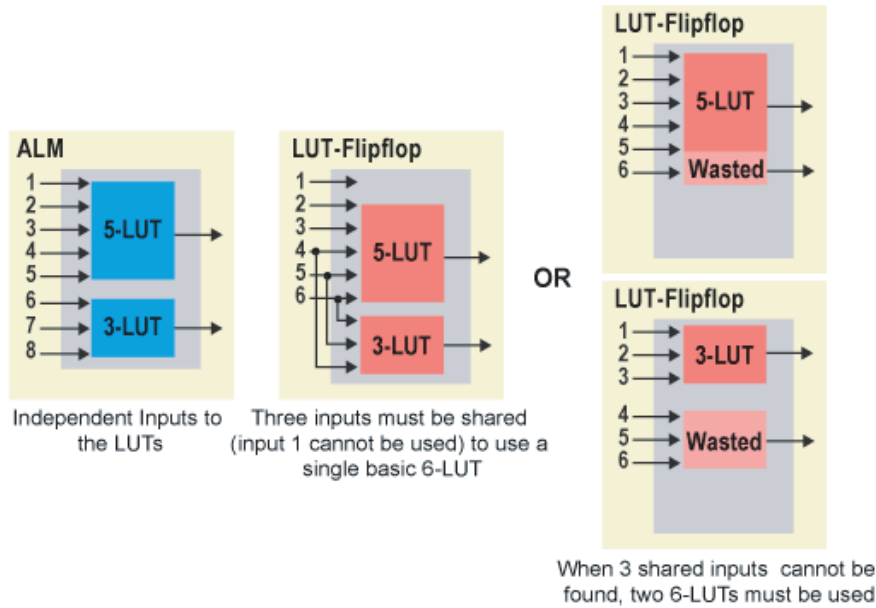 ALM
1
2
3
4
5
6
7
8
5-LUT
3-LUT
Independent Inputs to
the LUTs
LUT-Flipflop
1
2
3
4
5
6
5-LUT
3-LUT
Three inputs must be shared
(input 1 cannot be used) to use a
single basic 6-LUT
OR
LUT-Flipflop
1
2
3
4
5
6
5-LUT
Wasted
LUT-Flipflop
1
2
3
4
5
6
3-LUT
Wasted
When 3 shared inputs cannot be
found, two 6-LUTs must be used